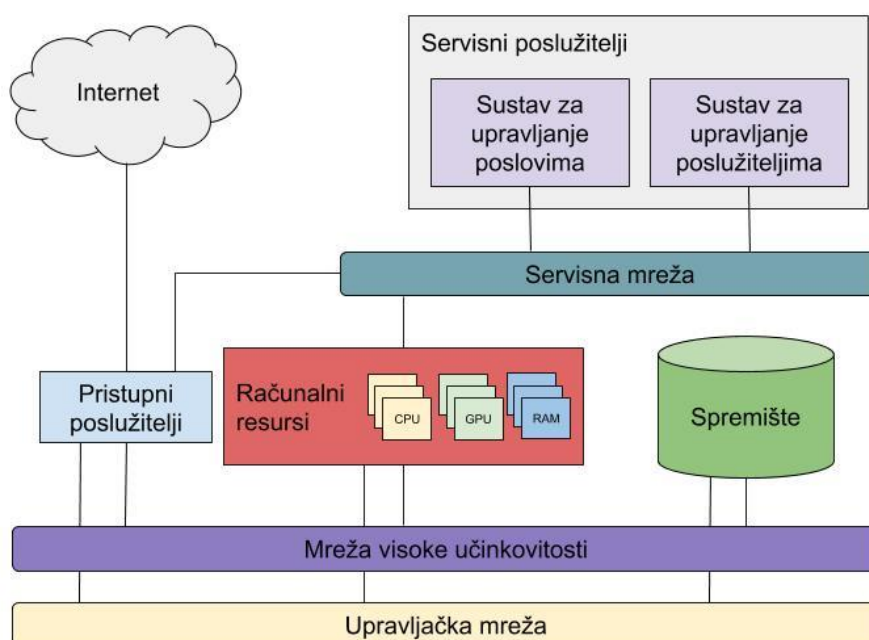 Internet
Servisni poslužitelji
Sustav za
upravljanje
poslovima
Sustav za
upravljanje
poslužiteljima
Servisna mreža
Pristupni
poslužitelji
Računalni
resursi
CPU
GPU
RAM
Spremište
Mreža visoke učinkovitosti
Upravljačka mreža